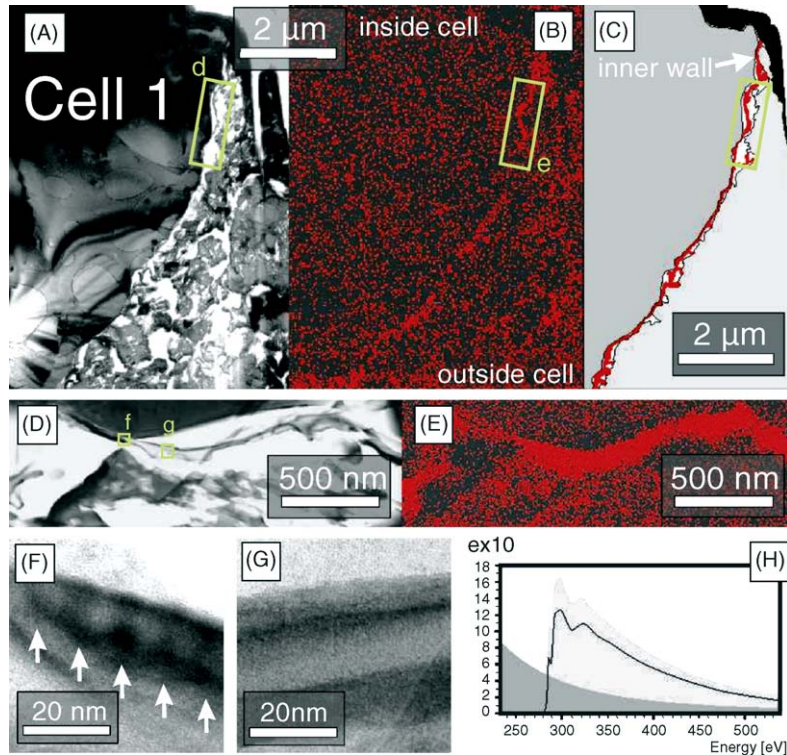 (A)
2 µm
inside cell
(B)
(C)
d
inner wall
Cell 1
e
outside cell
2 µm
(D)
f
g
500 nm
(E)
500 nm
(F)
20 nm
(G)
20nm
ex10
(H)
18
16
14
12
10
8
6
4
2
0
250 300 350 400 450 500
Energy [eV]